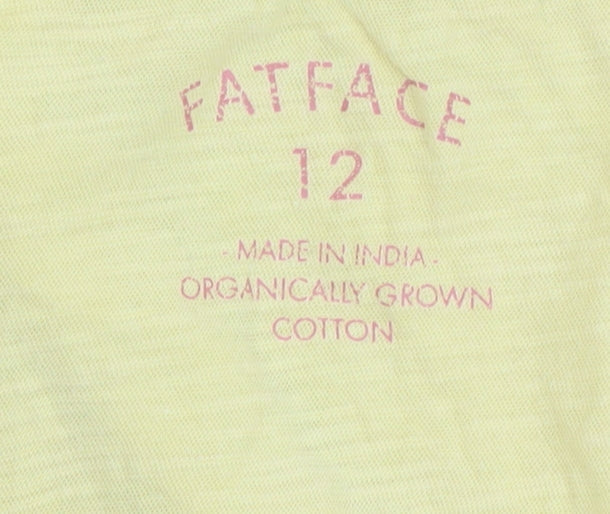 FATFACE
12
- MADE IN INDIA -
ORGANICALLY GROWN
COTTON